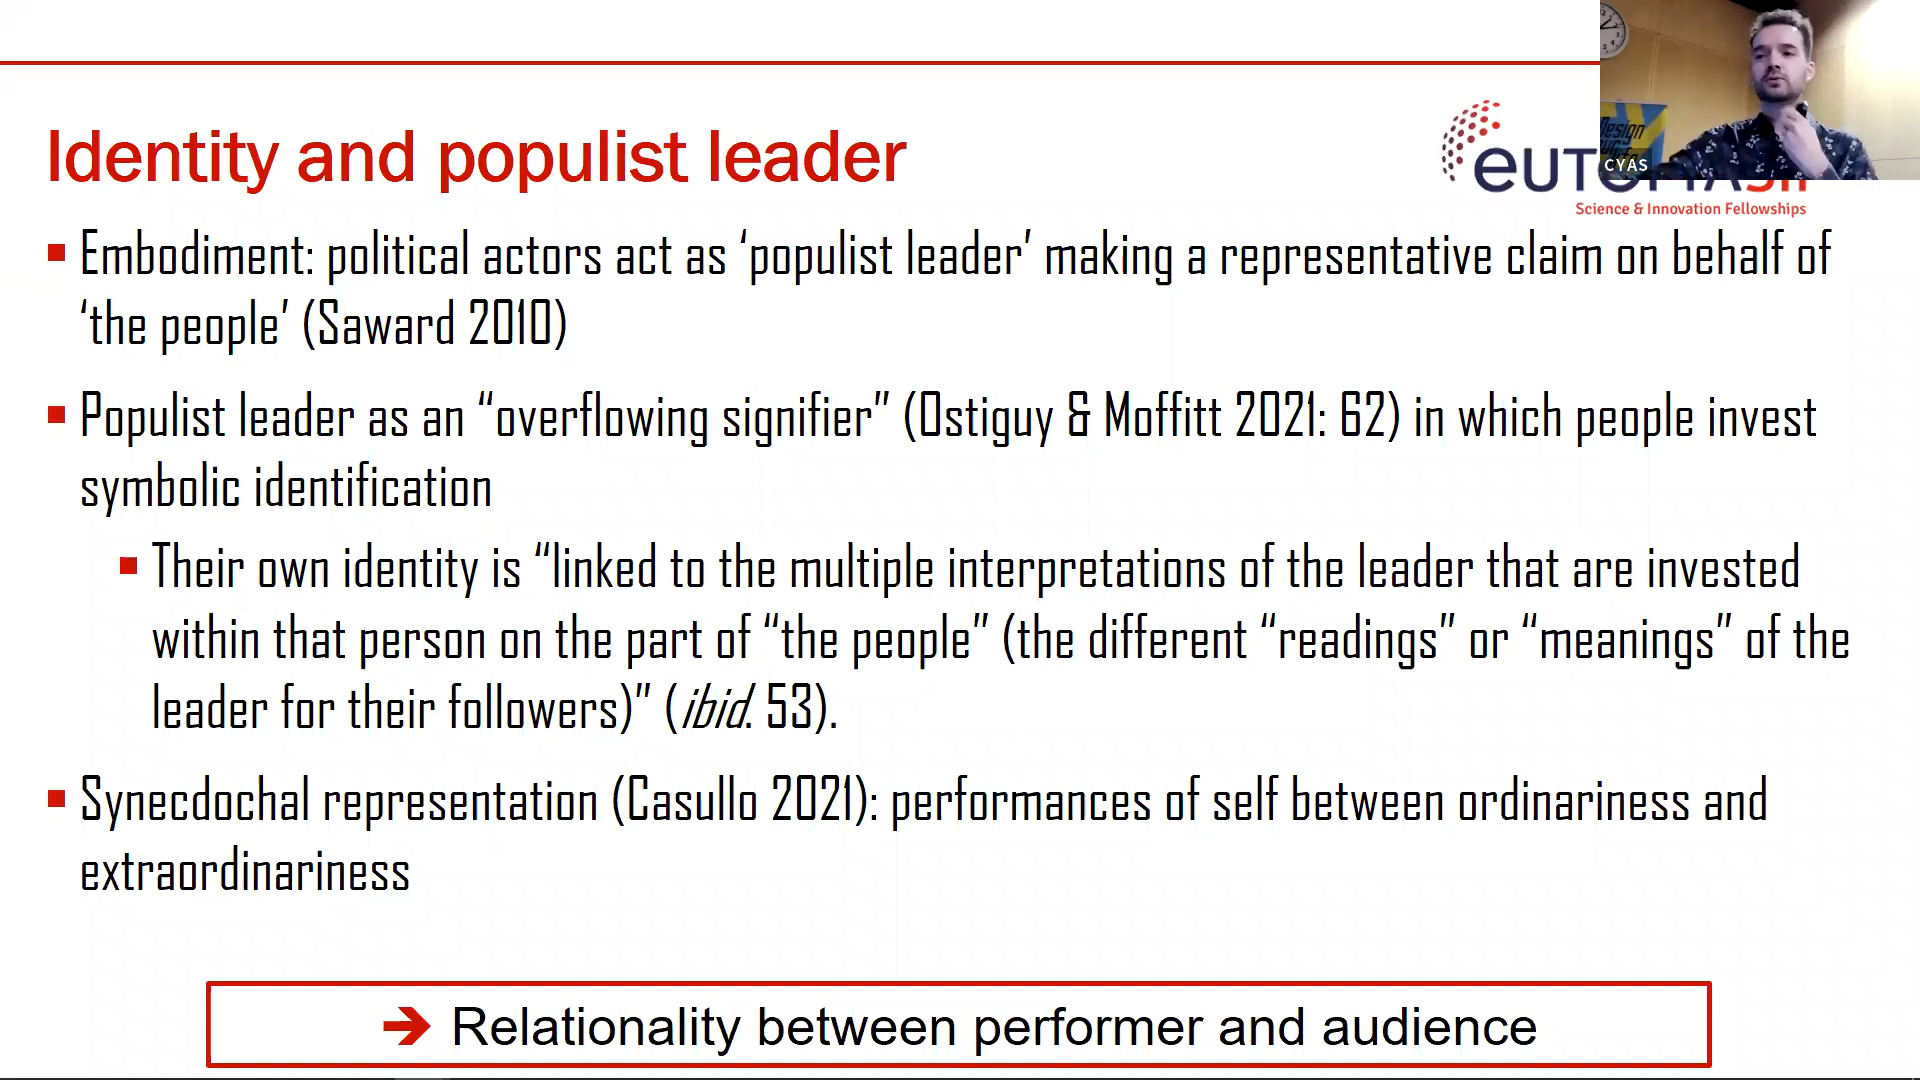 Identity and populist leader
Science & Innovation Fellowships
Design
CYAS
▪ Embodiment: political actors act as ‘populist leader’ making a representative claim on behalf of
‘the people’ (Saward 2010)
▪ Populist leader as an “overflowing signifier” (Ostiguy & Moffitt 2021: 62) in which people invest
symbolic identification
▪ Their own identity is “linked to the multiple interpretations of the leader that are invested
within that person on the part of “the people” (the different “readings” or “meanings” of the
leader for their followers)” (ibid. 53).
▪ Synecdochal representation (Casullo 2021): performances of self between ordinariness and
extraordinariness
➔ Relationality between performer and audience